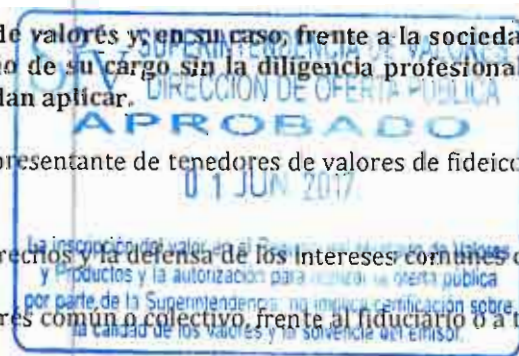 de valores y, en su caso, frente a la socieda
SUPERINTENDENCIA DE VALORES
SIV
o de su cargo sin la diligencia profesional
DIRECCIÓN DE OFERTA PÚBLICA
dan aplicar.
APROBADO
presentante de tenedores de valores de fideico
01 JUN 2017
La inscripción del valor en el Registro del Mercado de Valores
rechos y la defensa de los intereses comunes
y Productos y la autorización para realizar la oferta pública
por parte de la Superintendencia, no implica certificación sobre
rés común o colectivo, frente al fiduciario o a t
la calidad de los valores y la solvencia del Emisor.